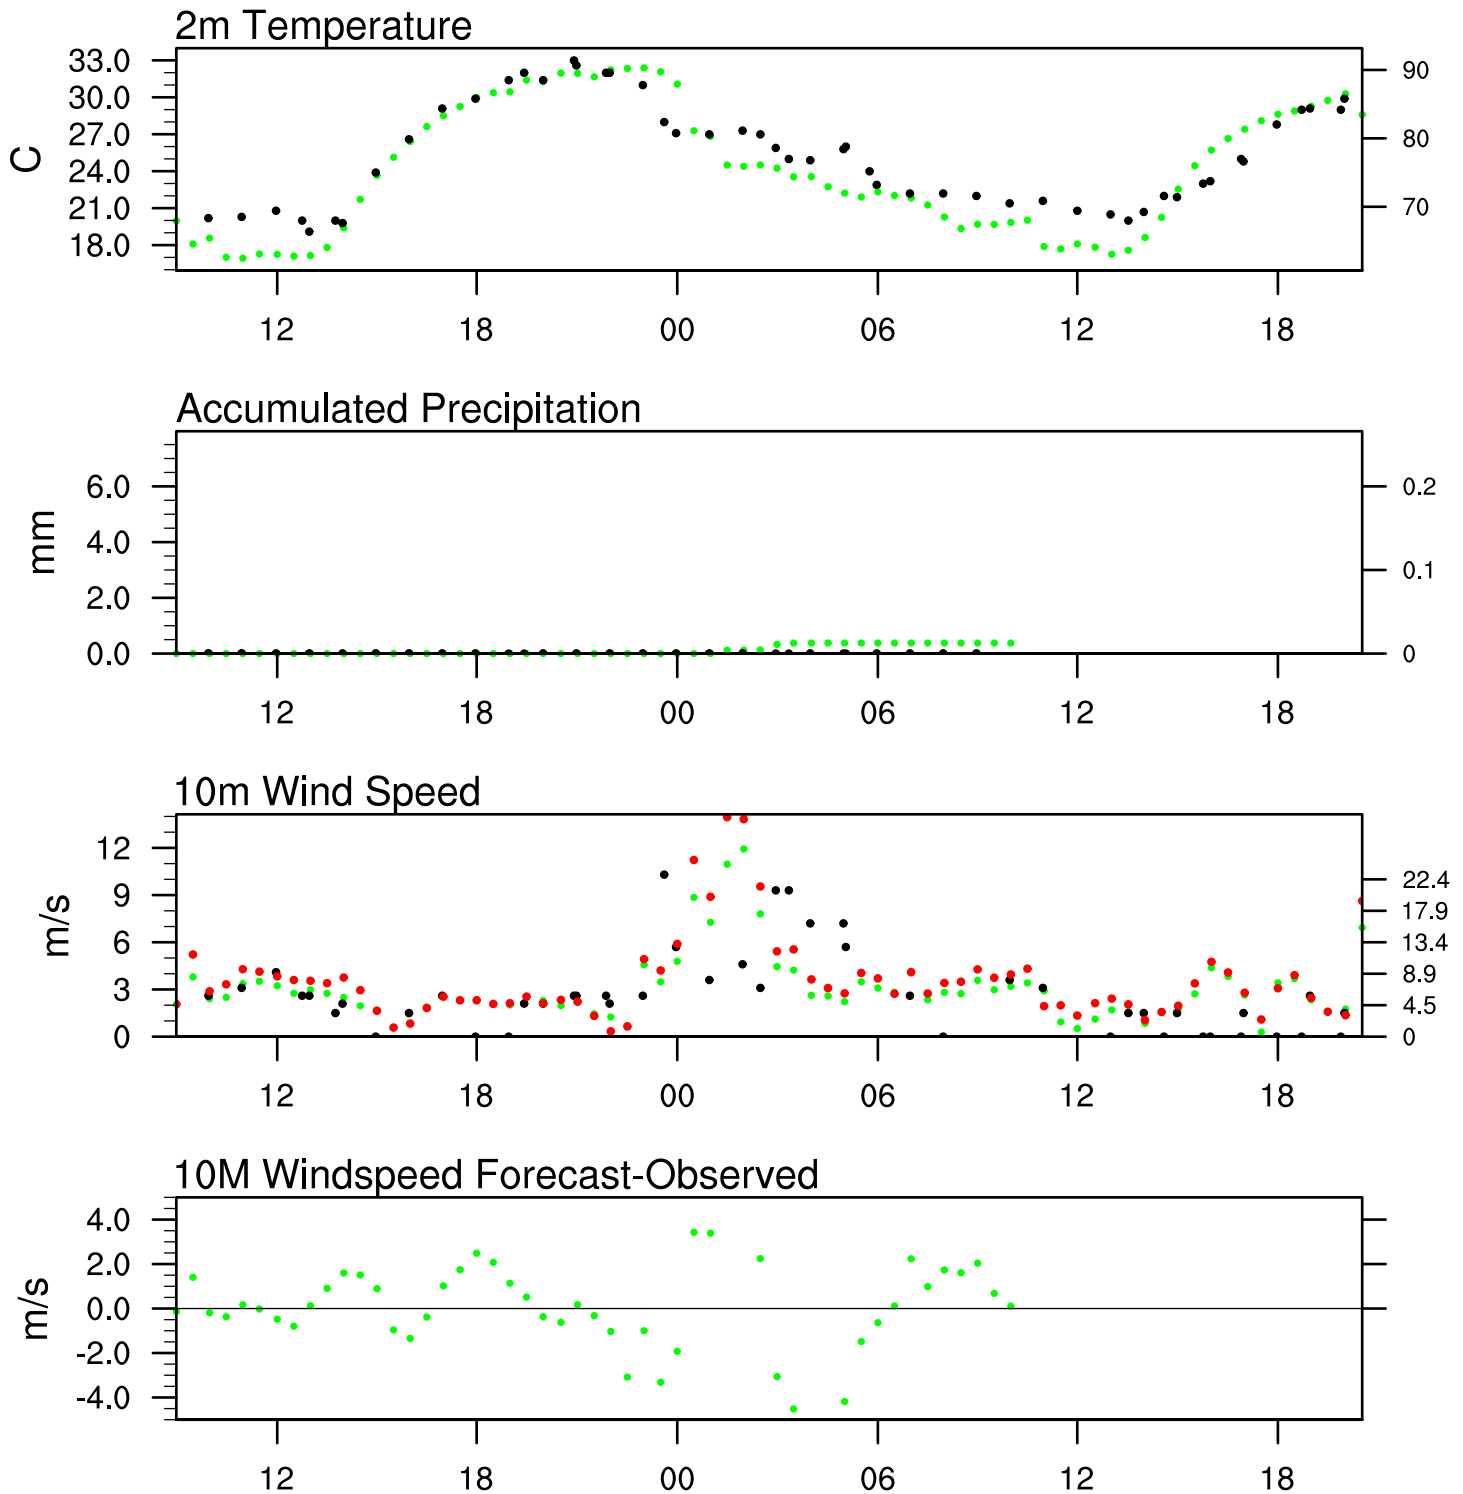 2m Temperature
33.0
30.0
27.0
24.0
21.0
18.0
C
90
80
70
12 18 00 06 12 18
Accumulated Precipitation
6.0
4.0
2.0
0.0
mm
0.2
0.1
0
12 18 00 06 12 18
10m Wind Speed
12
9
6
3
0
m/s
22.4
17.9
13.4
8.9
4.5
0
12 18 00 06 12 18
10M Windspeed Forecast-Observed
4.0
2.0
0.0
-2.0
-4.0
m/s
12 18 00 06 12 18